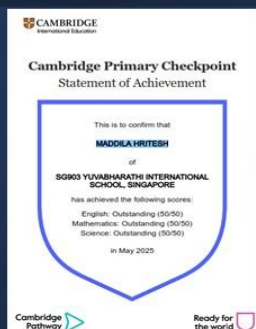 CAMBRIDGE
International Education
Cambridge Primary Checkpoint
Statement of Achievement
This is to confirm that
MADDILA HRITESH
of
SG903 YUVABHARATHI INTERNATIONAL
SCHOOL, SINGAPORE
has achieved the following scores:
English: Outstanding (50/50)
Mathematics: Outstanding (50/50)
Science: Outstanding (50/50)
in May 2025
Cambridge
Pathway
Ready for
the world